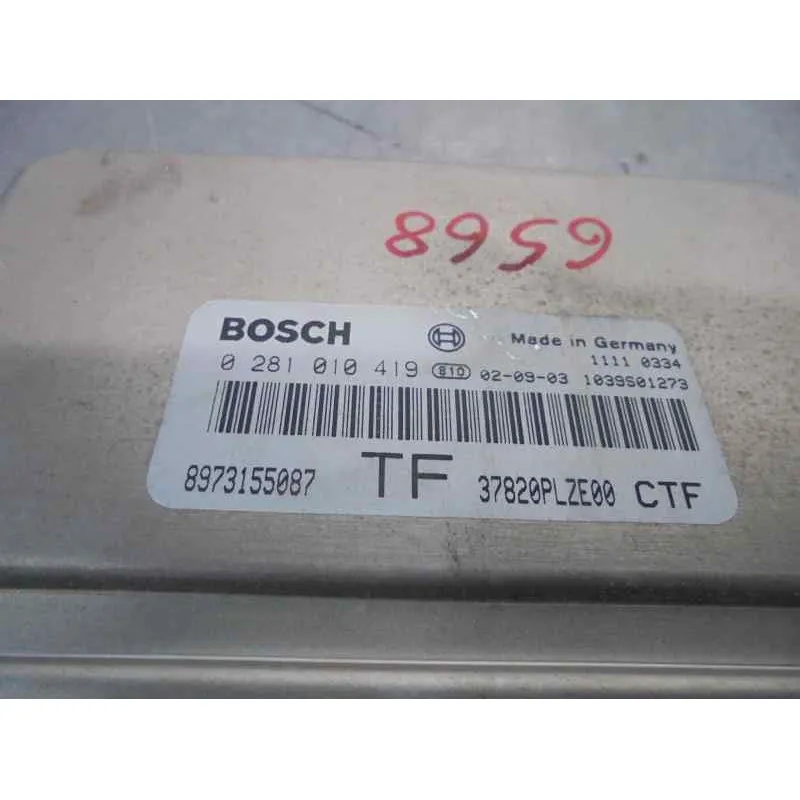 8959
BOSCH
Made in Germany
1111 0334
0 281 010 419 810 02-09-03 1039S01273
8973155087 TF 37820PLZE00 CTF